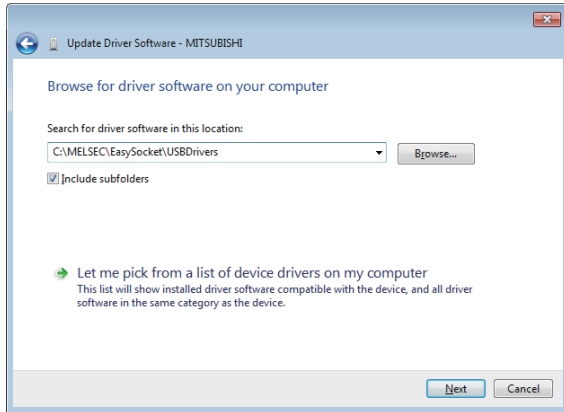 Update Driver Software - MITSUBISHI
Browse for driver software on your computer
Search for driver software in this location:
C:\MELSEC\EasySocket\USBDrivers
Browse...
Include subfolders
Let me pick from a list of device drivers on my computer
This list will show installed driver software compatible with the device, and all driver
software in the same category as the device.
Next
Cancel